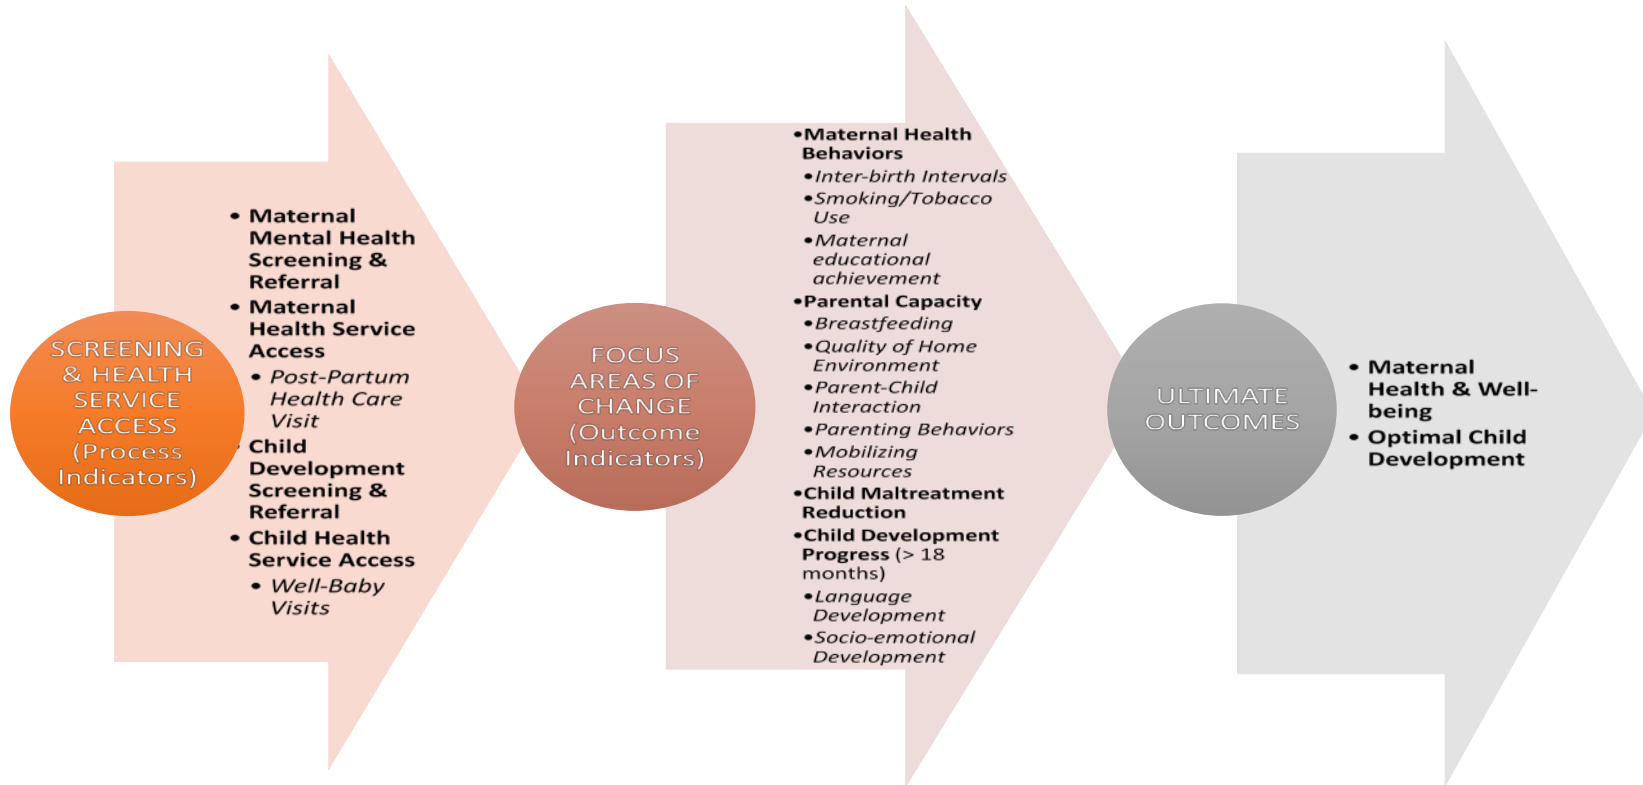 SCREENING
& HEALTH
SERVICE
ACCESS
(Process
Indicators)
• Maternal
Mental Health
Screening &
Referral
• Maternal
Health Service
Access
• Post-Partum
Health Care
Visit
• Child
Development
Screening &
Referral
• Child Health
Service Access
• Well-Baby
Visits
FOCUS
AREAS OF
CHANGE
(Outcome
Indicators)
•Maternal Health
Behaviors
•Inter-birth Intervals
•Smoking/Tobacco
Use
•Maternal
educational
achievement
•Parental Capacity
•Breastfeeding
•Quality of Home
Environment
•Parent-Child
Interaction
•Parenting Behaviors
•Mobilizing
Resources
•Child Maltreatment
Reduction
•Child Development
Progress (> 18
months)
•Language
Development
•Socio-emotional
Development
ULTIMATE
OUTCOMES
• Maternal
Health & Well-
being
• Optimal Child
Development